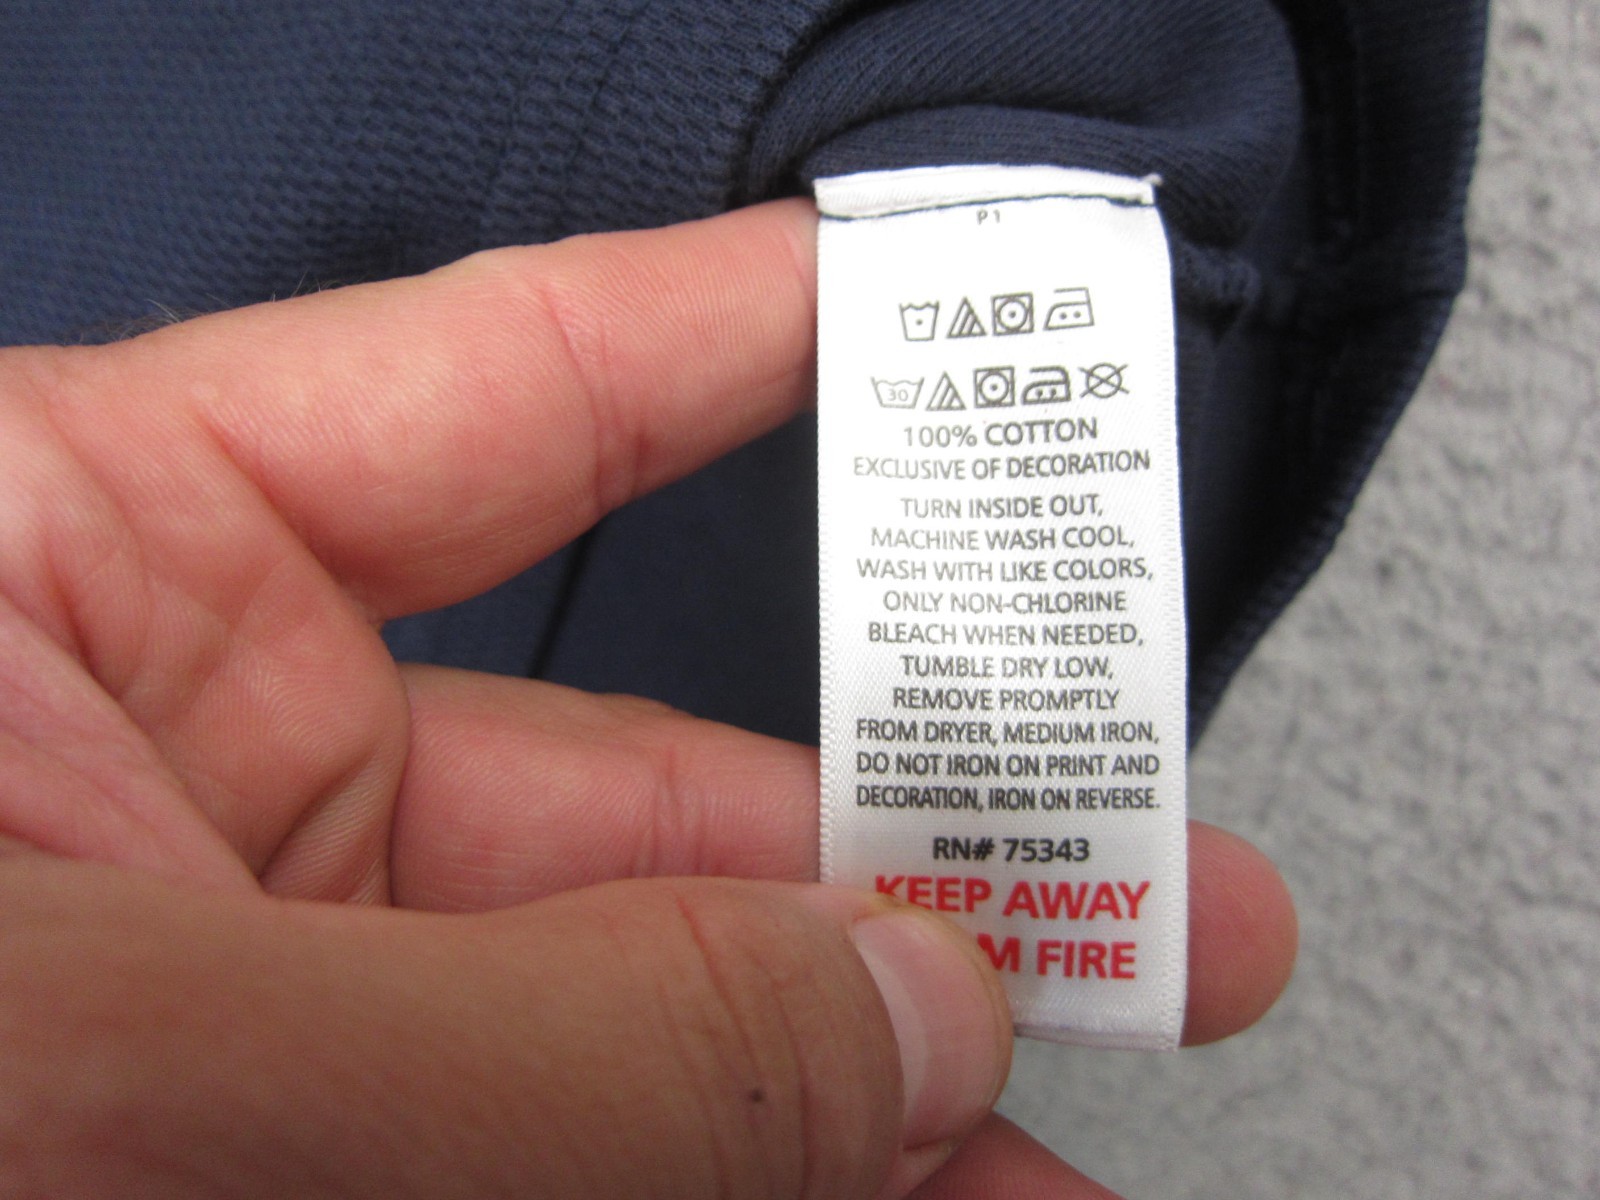 P1
30
100% COTTON
EXCLUSIVE OF DECORATION
TURN INSIDE OUT,
MACHINE WASH COOL,
WASH WITH LIKE COLORS,
ONLY NON-CHLORINE
BLEACH WHEN NEEDED,
TUMBLE DRY LOW,
REMOVE PROMPTLY
FROM DRYER, MEDIUM IRON,
DO NOT IRON ON PRINT AND
DECORATION, IRON ON REVERSE.
RN# 75343
KEEP AWAY
M FIRE